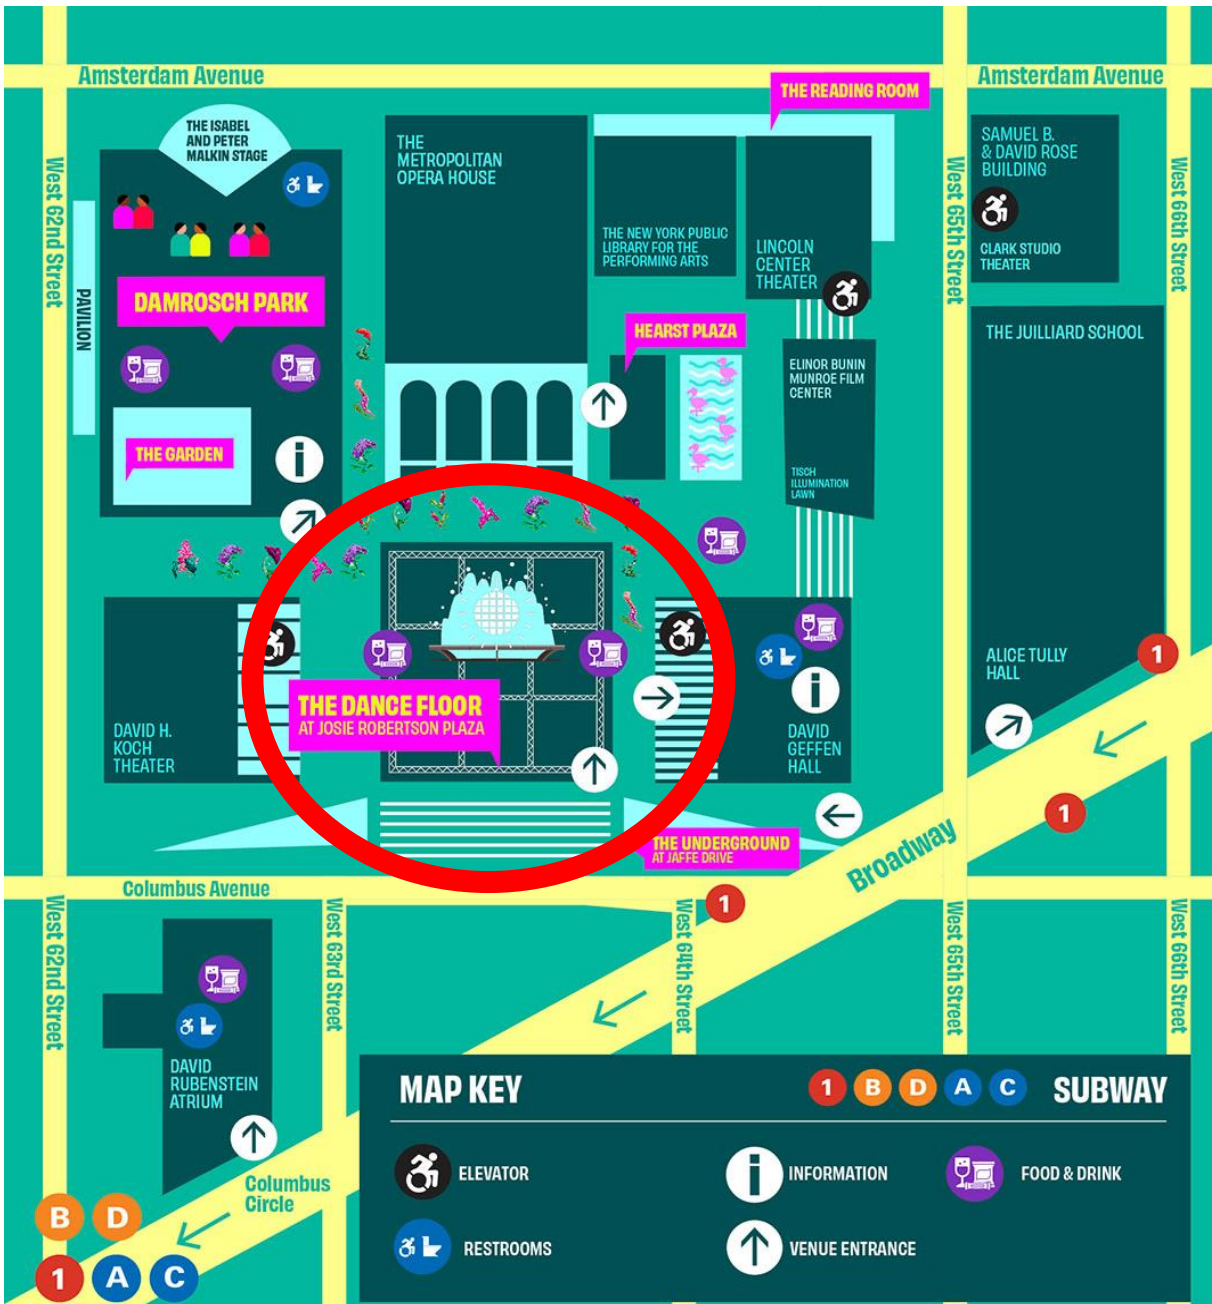 Amsterdam Avenue
Amsterdam Avenue
THE READING ROOM
THE ISABEL
AND PETER
MALKIN STAGE
THE
METROPOLITAN
OPERA HOUSE
SAMUEL B.
& DAVID ROSE
BUILDING
CLARK STUDIO
THEATER
West 62nd Street
West 65th Street
West 66th Street
THE NEW YORK PUBLIC
LIBRARY FOR THE
PERFORMING ARTS
LINCOLN
CENTER
THEATER
PAVILION
DAMROSCH PARK
HEARST PLAZA
THE JUILLIARD SCHOOL
ELINOR BUNIN
MUNROE FILM
CENTER
THE GARDEN
i
TISCH
ILLUMINATION
LAWN
THE DANCE FLOOR
AT JOSIE ROBERTSON PLAZA
DAVID H.
KOCH
THEATER
i
DAVID
GEFFEN
HALL
ALICE TULLY
HALL
1
1
THE UNDERGROUND
AT JAFFE DRIVE
Broadway
Columbus Avenue
1
West 62nd Street
West 63rd Street
West 64th Street
West 65th Street
West 66th Street
DAVID
RUBENSTEIN
ATRIUM
Columbus
Circle
B D
1 A C
MAP KEY
1 B D A C SUBWAY
ELEVATOR
i INFORMATION
FOOD & DRINK
RESTROOMS
VENUE ENTRANCE